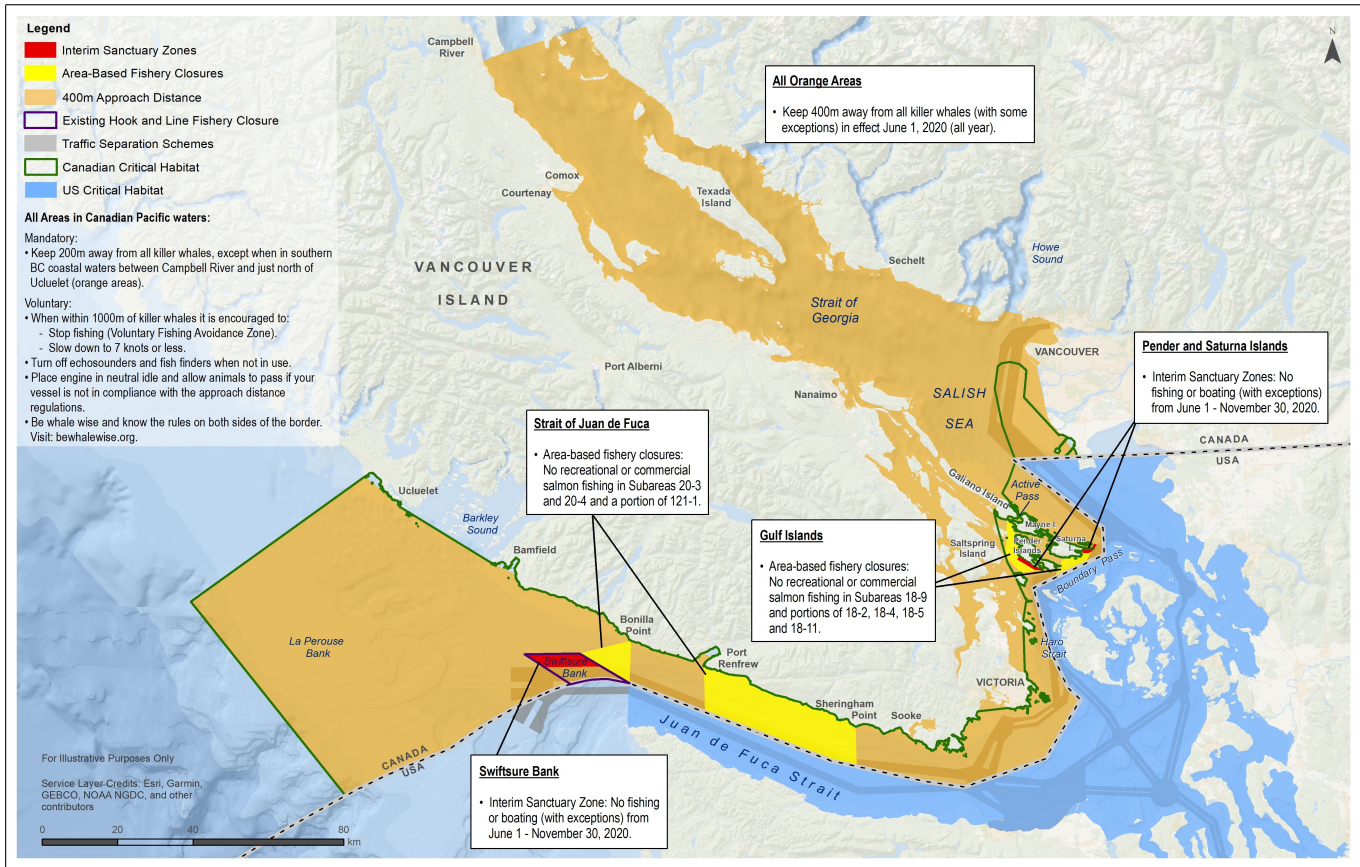 Legend
Interim Sanctuary Zones
Area-Based Fishery Closures
400m Approach Distance
Existing Hook and Line Fishery Closure
Traffic Separation Schemes
Canadian Critical Habitat
US Critical Habitat
All Areas in Canadian Pacific waters:
Mandatory:
• Keep 200m away from all killer whales, except when in southern
BC coastal waters between Campbell River and just north of
Ucluelet (orange areas).
Voluntary:
• When within 1000m of killer whales it is encouraged to:
- Stop fishing (Voluntary Fishing Avoidance Zone).
- Slow down to 7 knots or less.
• Turn off echosounders and fish finders when not in use.
• Place engine in neutral idle and allow animals to pass if your
vessel is not in compliance with the approach distance
regulations.
• Be whale wise and know the rules on both sides of the border.
Visit: bewhalewise.org.
Campbell
River
All Orange Areas
• Keep 400m away from all killer whales (with some
exceptions) in effect June 1, 2020 (all year).
N
Comox
Courtenay
Texada
Island
Howe
Sound
Sechelt
VANCOUVER
ISLAND
Strait of
Georgia
VANCOUVER
Port Alberni
Nanaimo
SALISH
SEA
Pender and Saturna Islands
• Interim Sanctuary Zones: No
fishing or boating (with exceptions)
from June 1 - November 30, 2020.
CANADA
USA
Strait of Juan de Fuca
• Area-based fishery closures:
No recreational or commercial
salmon fishing in Subareas 20-3
and 20-4 and a portion of 121-1.
Galiano Island
Active
Pass
Mayne I.
Saturna
I.
Pender
Islands
Saltspring
Island
Boundary Pass
Haro
Strait
Gulf Islands
• Area-based fishery closures:
No recreational or commercial
salmon fishing in Subareas 18-9
and portions of 18-2, 18-4, 18-5
and 18-11.
Ucluelet
Barkley
Sound
Bamfield
Bonilla
Point
La Perouse
Bank
Swiftsure
Bank
Port
Renfrew
VICTORIA
Sheringham
Point
Sooke
Juan de Fuca Strait
CANADA
USA
Swiftsure Bank
• Interim Sanctuary Zone: No fishing
or boating (with exceptions) from
June 1 - November 30, 2020.
For Illustrative Purposes Only
Service Layer Credits: Esri, Garmin,
GEBCO, NOAA NGDC, and other
contributors
0 20 40 80
km